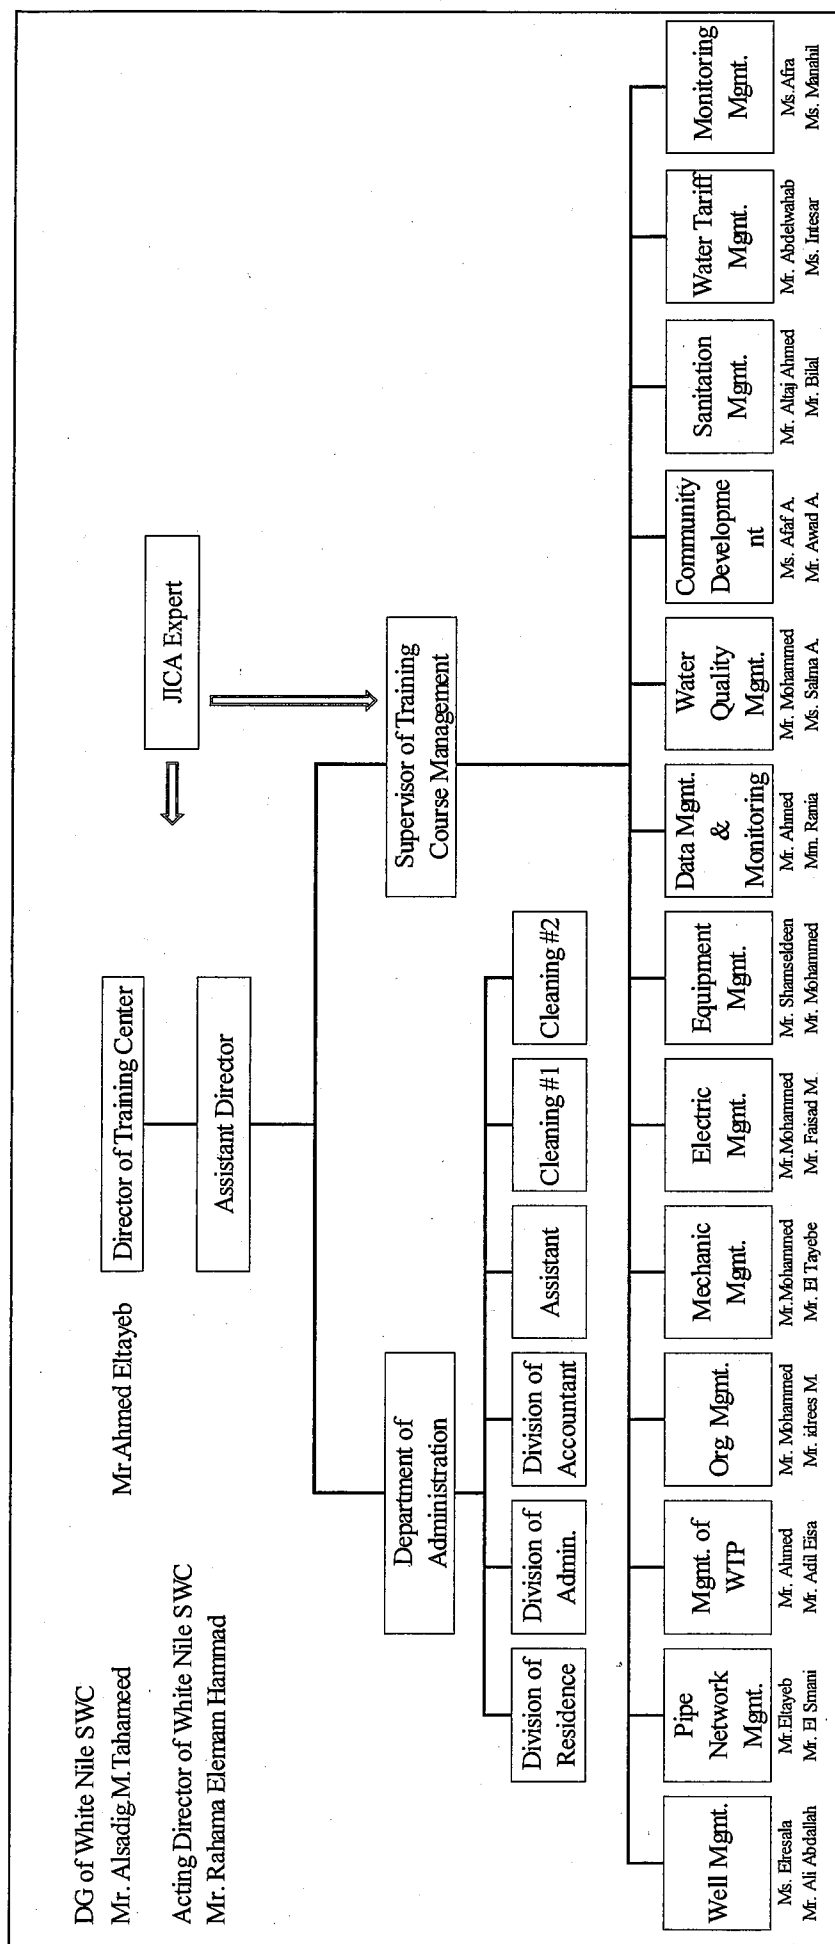 DG of White Nile SWC
Mr. Alsadig.M.Tahameed
Acting Director of White Nile SWC
Mr. Rahama Elemam Hammad
Mr.Ahmed Eltayeb
Director of Training Center
Assistant Director
JICA Expert
Department of
Administration
Supervisor of Training
Course Management
Division of
Residence
Division of
Admin.
Division of
Accountant
Assistant
Cleaning #1
Cleaning #2
Well Mgmt.
Ms. Elresala
Mr. Ali Abdallah
Pipe
Network
Mgmt.
Mr.Eltayeb
Mr. El Smani
Mgmt. of
WTP
Mr. Ahmed
Mr. Adil Eisa
Org. Mgmt.
Mr. Mohammed
Mr. idrees M.
Mechanic
Mgmt.
Mr.Mohammed
Mr. El Tayebe
Electric
Mgmt.
Mr.Mohammed
Mr. Faisad M.
Equipment
Mgmt.
Mr. Shamseldeen
Mr. Mohammed
Data Mgmt.
&
Monitoring
Mr. Ahmed
Mm. Rania
Water
Quality
Mgmt.
Mr. Mohammed
Ms. Salma A.
Community
Developme
nt
Ms. Afaf A.
Mr. Awad A.
Sanitation
Mgmt.
Mr. Altaj Ahmed
Mr. Bilal
Water Tariff
Mgmt.
Mr. Abdelwahab
Ms. Intesar
Monitoring
Mgmt.
Ms.Afra
Ms. Manahil